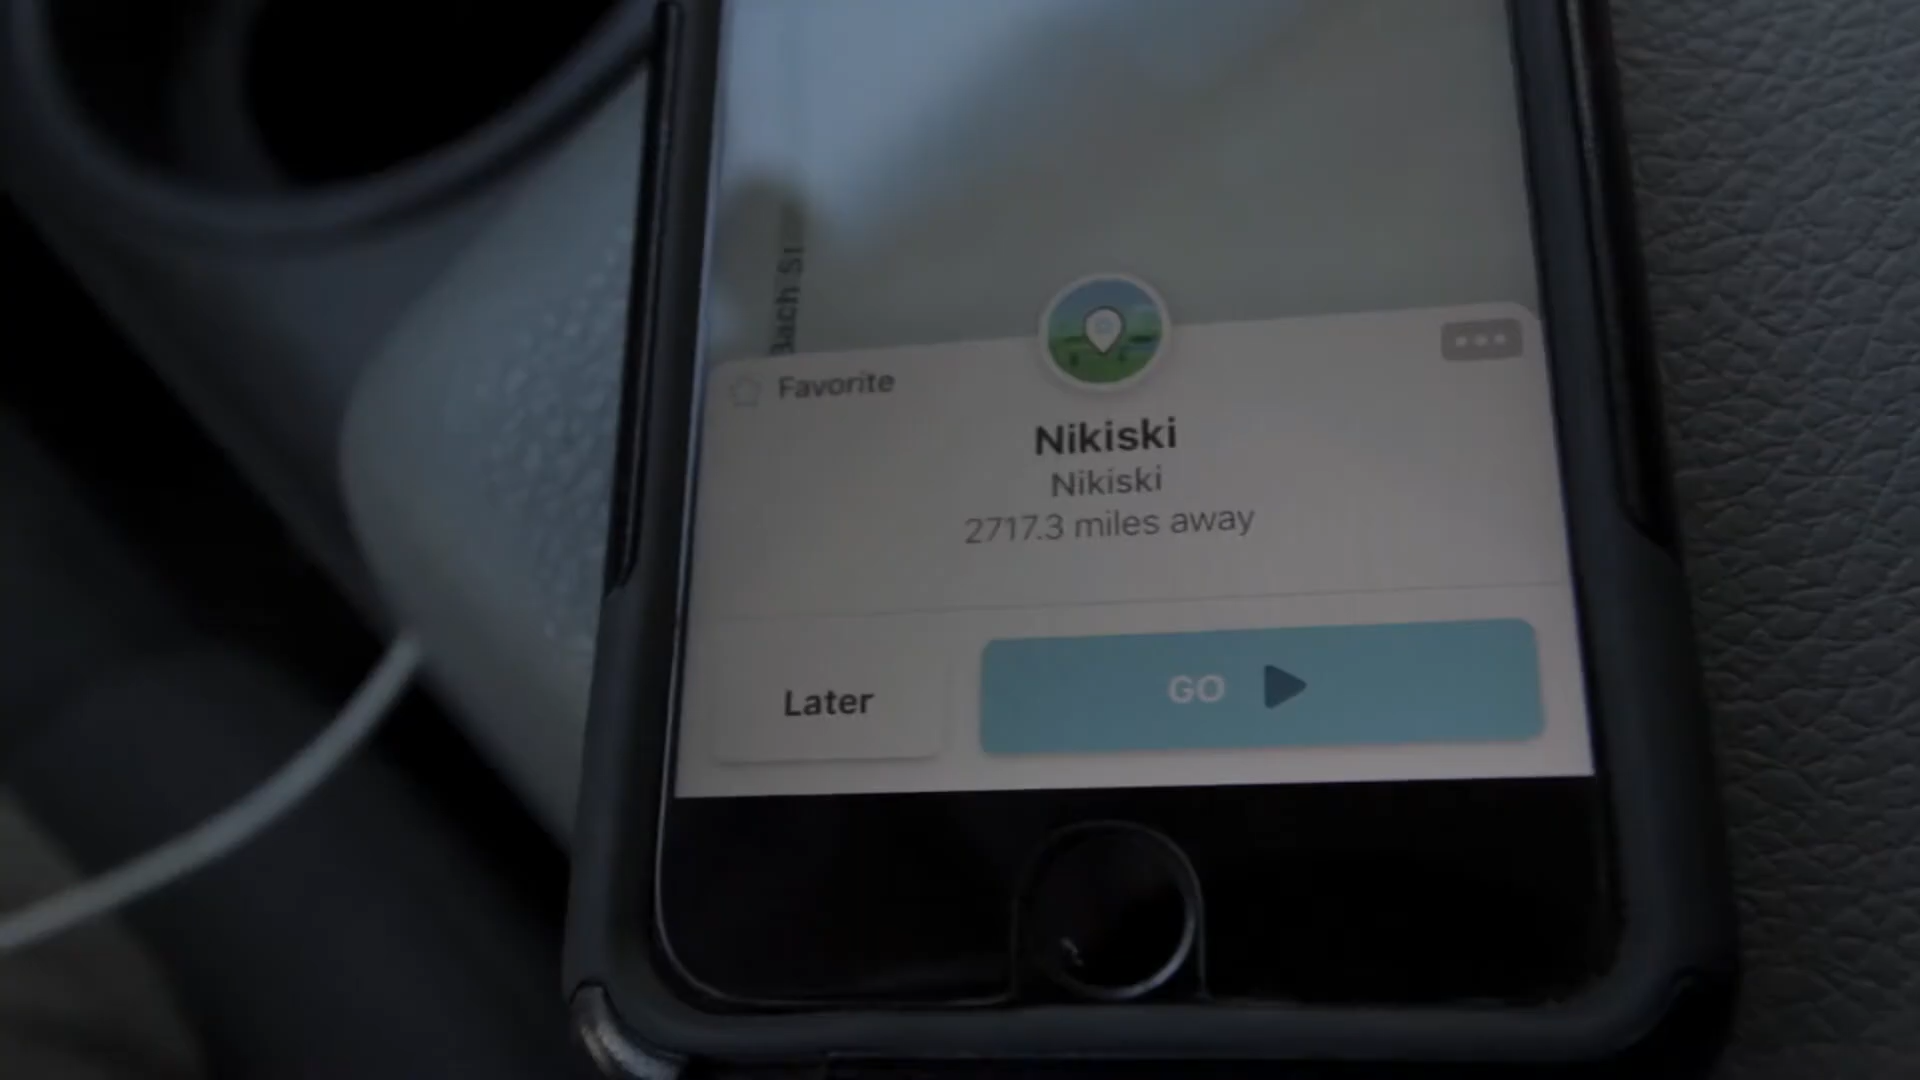 Favorite
Nikiski
Nikiski
2717.3 miles away
Later
GO